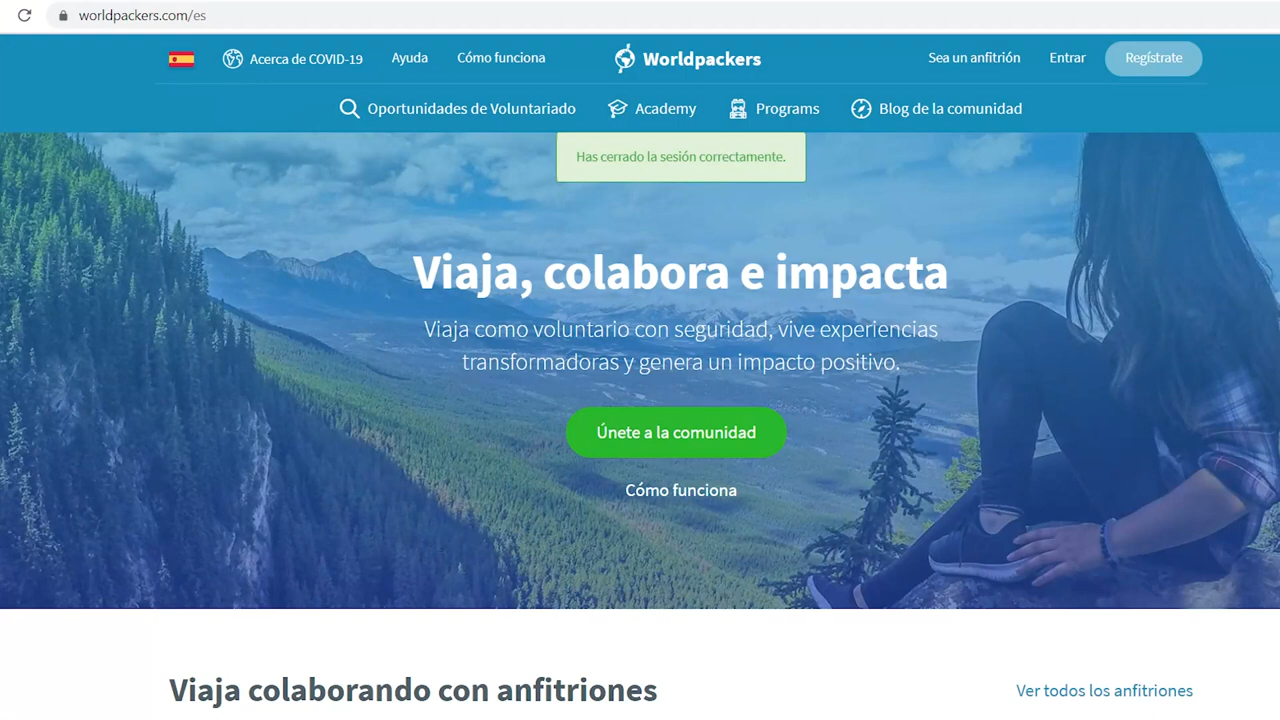 worldpackers.com/es
Acerca de COVID-19 Ayuda Cómo funciona Worldpackers Sea un anfitrión Entrar Regístrate
Oportunidades de Voluntariado Academy Programs Blog de la comunidad
Has cerrado la sesión correctamente.
Viaja, colabora e impacta
Viaja como voluntario con seguridad, vive experiencias
transformadoras y genera un impacto positivo.
Únete a la comunidad
Cómo funciona
Viaja colaborando con anfitriones Ver todos los anfitriones